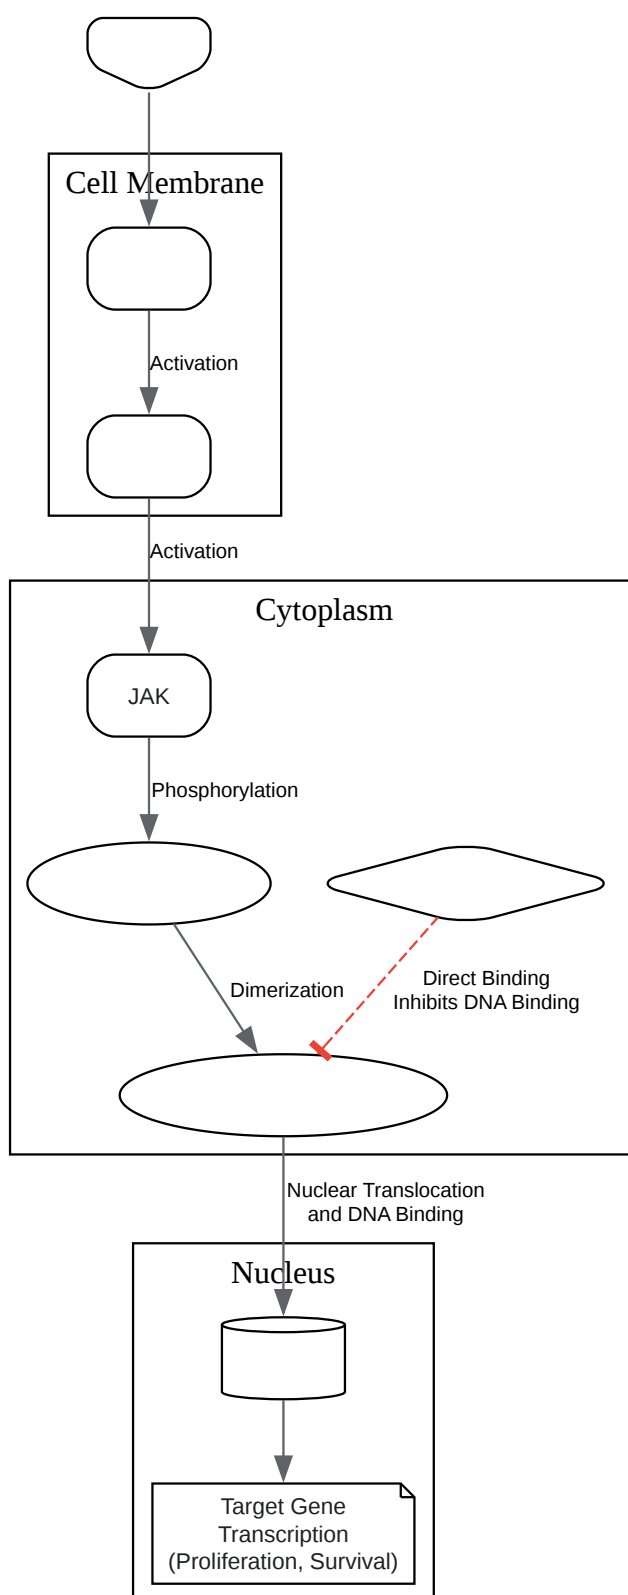 Cell Membrane
Activation
Activation
Cytoplasm
JAK
Phosphorylation
Dimerization
Direct Binding
Inhibits DNA Binding
Nuclear Translocation
and DNA Binding
Nucleus
Target Gene
Transcription
(Proliferation, Survival)